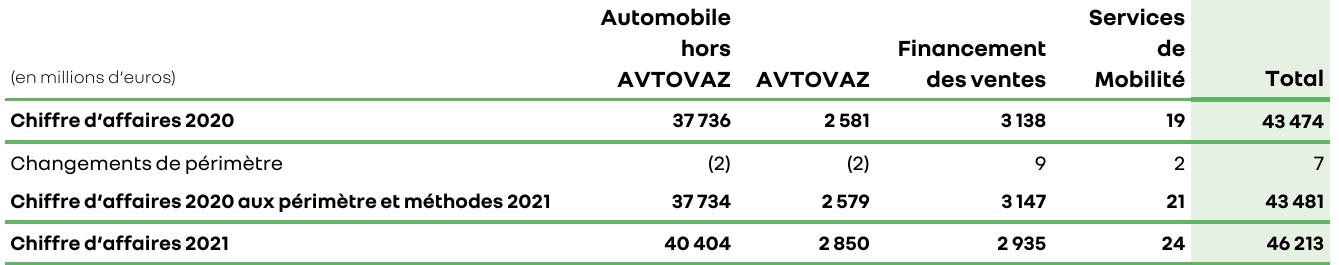 (en millions d'euros) Automobile hors AVTOVAZ AVTOVAZ Financement des ventes Services de Mobilité Total
Chiffre d'affaires 2020 37 736 2 581 3 138 19 43 474
Changements de périmètre (2) (2) 9 2 7
Chiffre d'affaires 2020 aux périmètre et méthodes 2021 37 734 2 579 3 147 21 43 481
Chiffre d'affaires 2021 40 404 2 850 2 935 24 46 213